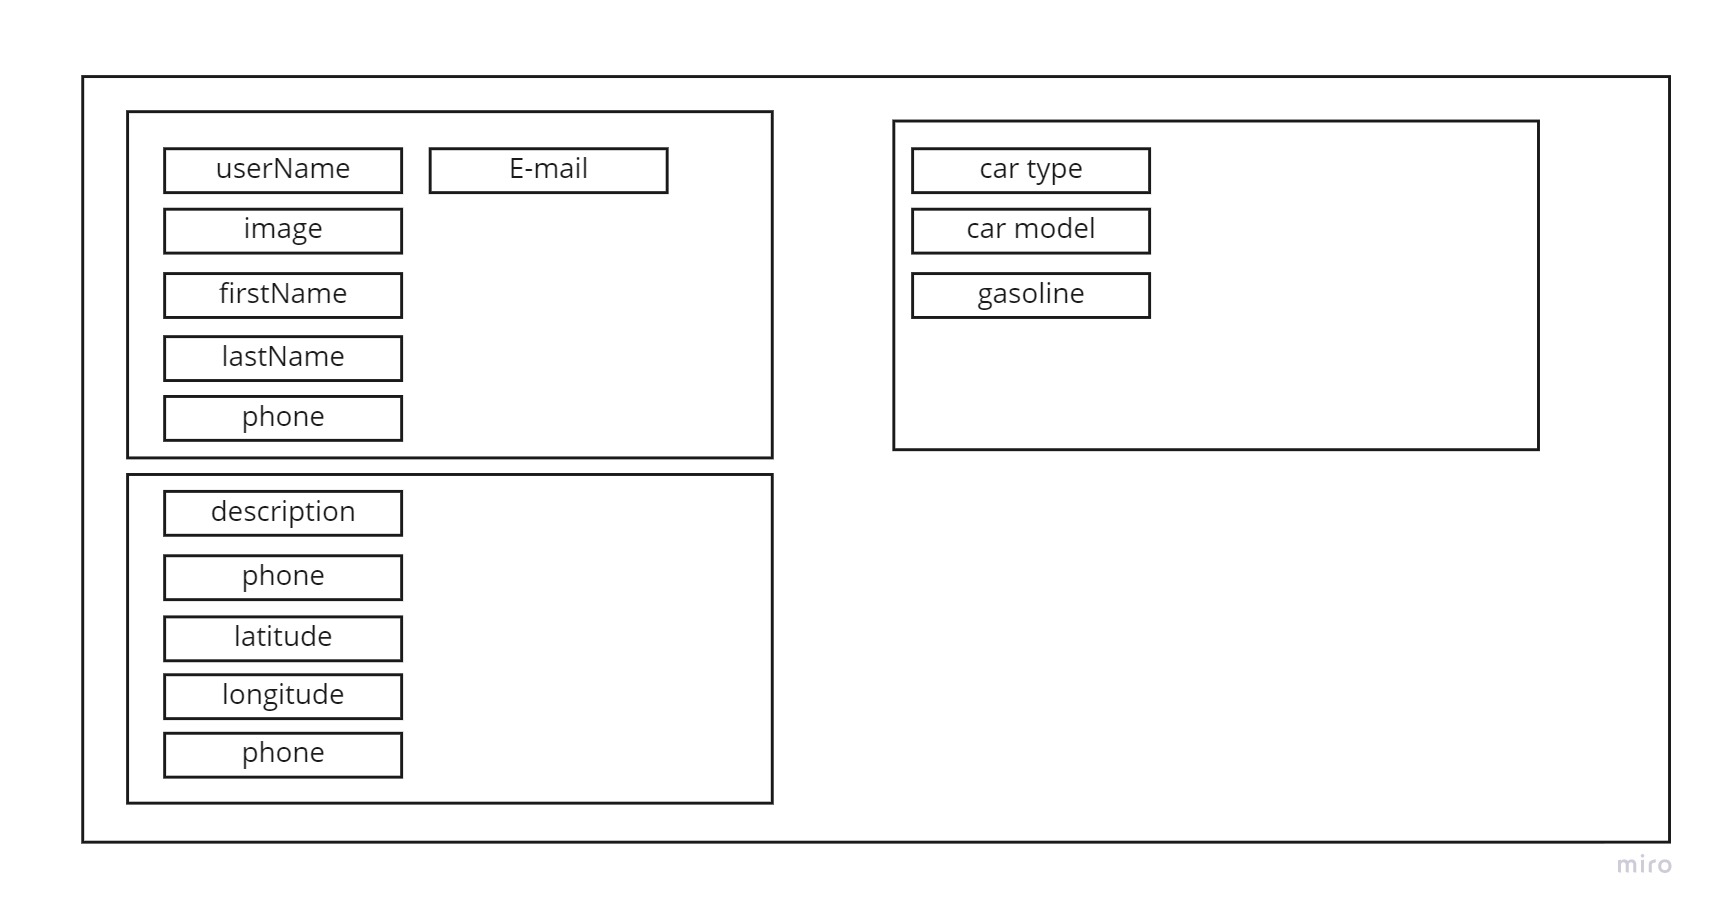 userName
E-mail
image
firstName
lastName
phone
description
phone
latitude
longitude
phone
car type
car model
gasoline
miro